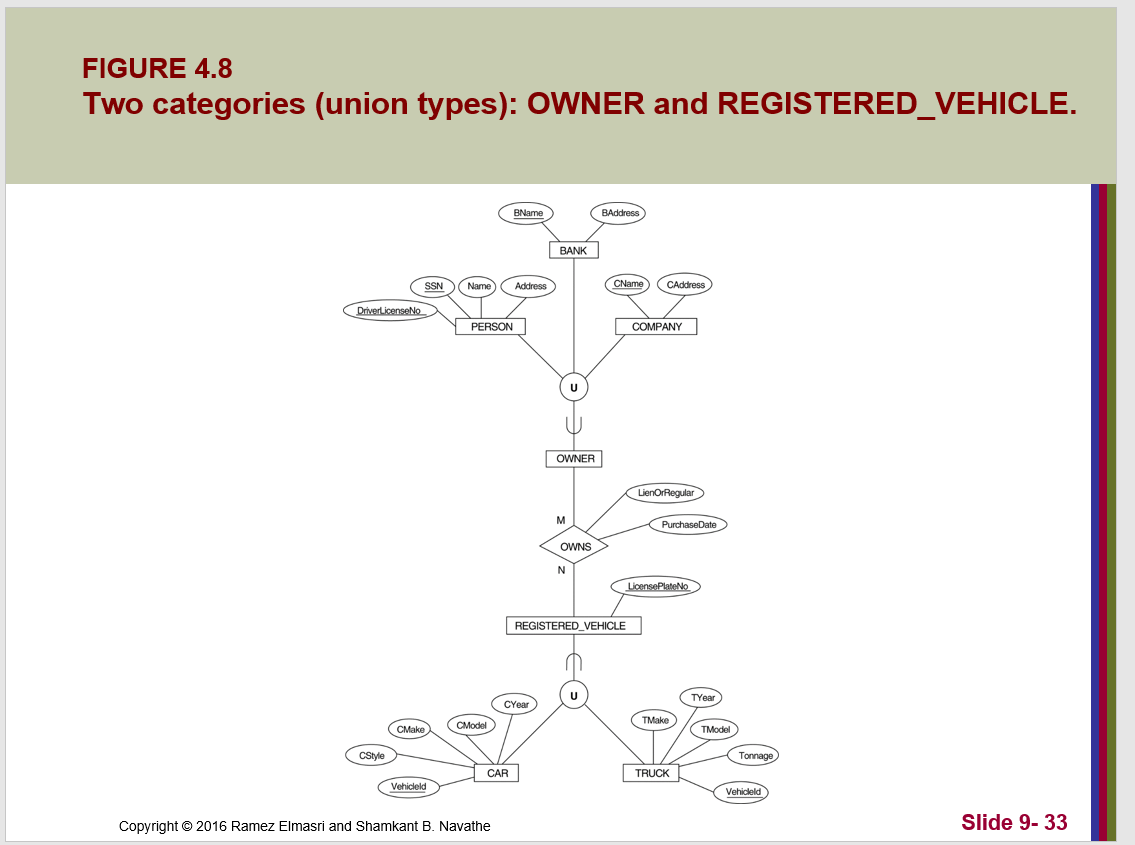 FIGURE 4.8
Two categories (union types): OWNER and REGISTERED_VEHICLE.
BName
BAddress
BANK
SSN
Name
Address
CName
CAddress
DriverLicenseNo
PERSON
COMPANY
U
OWNER
LienOrRegular
M
PurchaseDate
OWNS
N
LicensePlateNo
REGISTERED_VEHICLE
U
CYear
TYear
CMake
CModel
TMake
TModel
CStyle
Tonnage
CAR
TRUCK
VehicleId
VehicleId
Copyright © 2016 Ramez Elmasri and Shamkant B. Navathe
Slide 9- 33